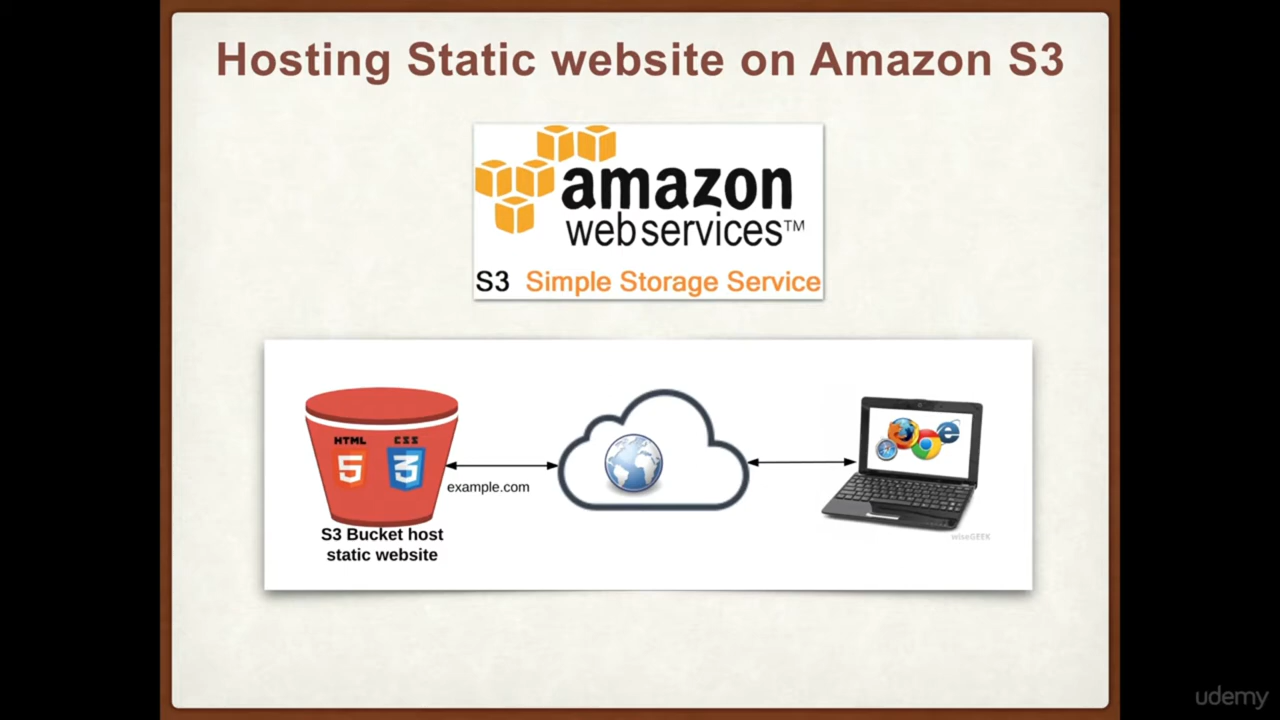 Hosting Static website on Amazon S3
amazon
webservices™
S3 Simple Storage Service
HTML
5
CSS
3
example.com
S3 Bucket host
static website
wiseGEEK
udemy